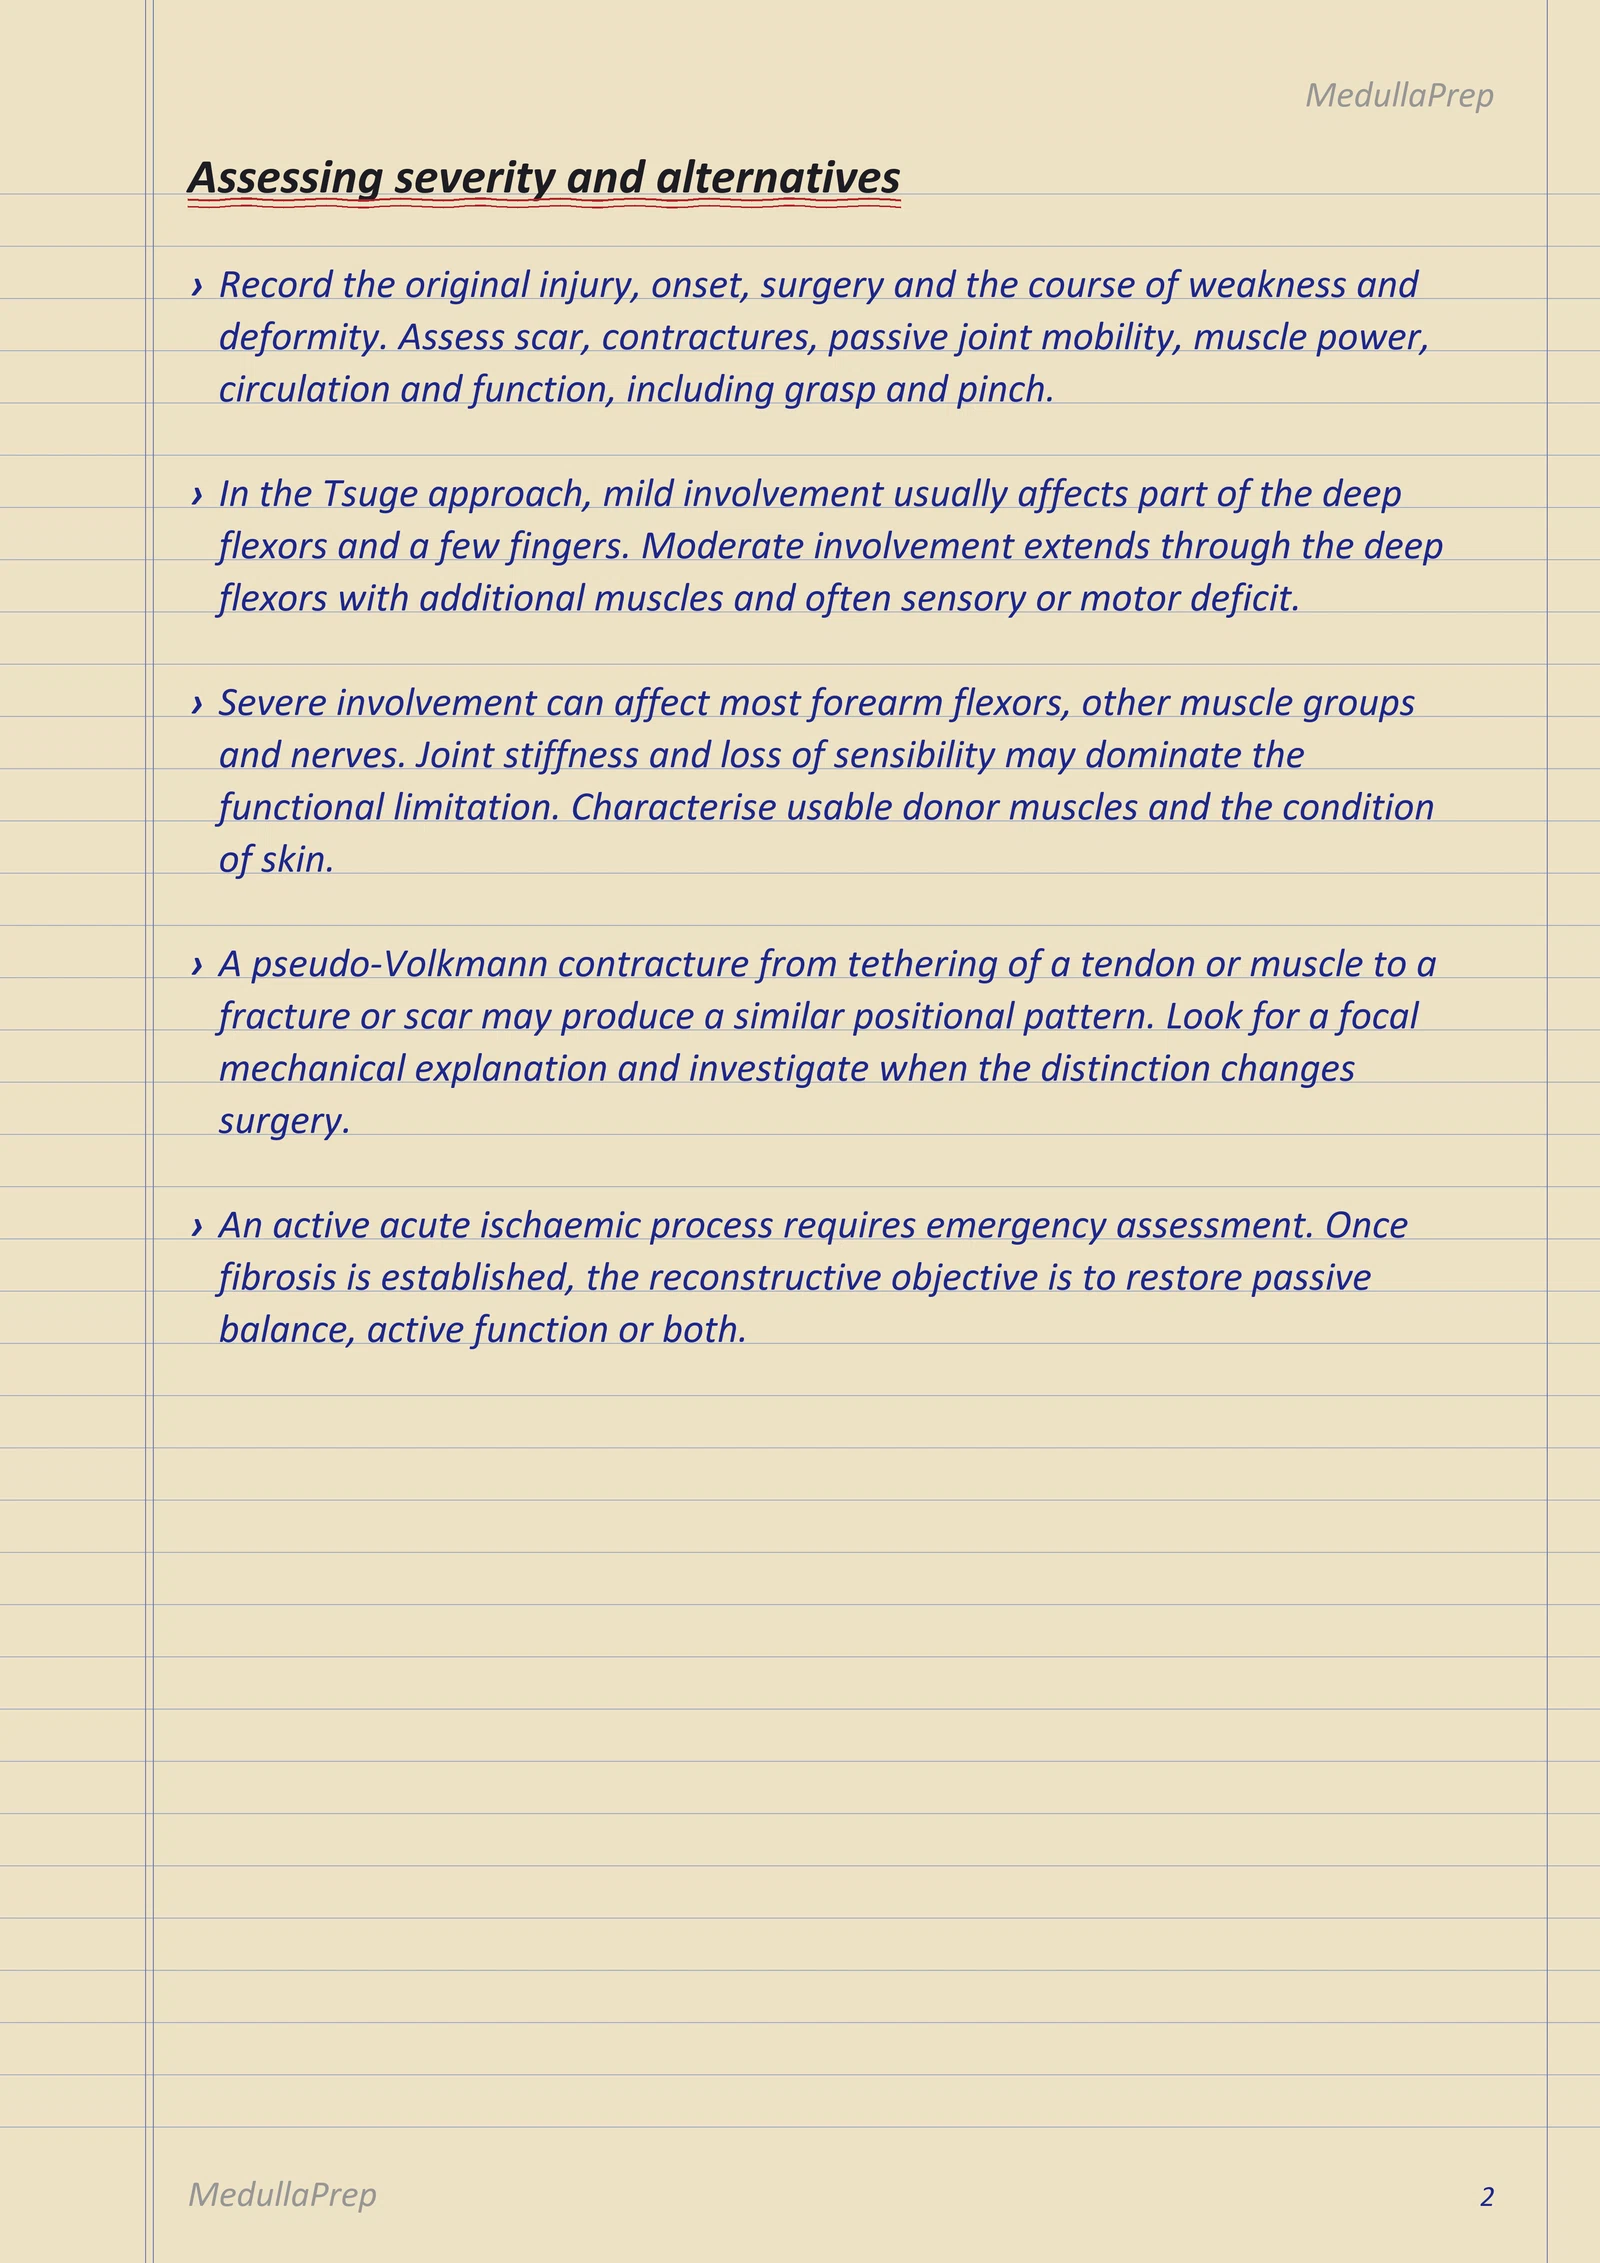 MedullaPrep
Assessing severity and alternatives
› Record the original injury, onset, surgery and the course of weakness and
deformity. Assess scar, contractures, passive joint mobility, muscle power,
circulation and function, including grasp and pinch.
› In the Tsuge approach, mild involvement usually affects part of the deep
flexors and a few fingers. Moderate involvement extends through the deep
flexors with additional muscles and often sensory or motor deficit.
› Severe involvement can affect most forearm flexors, other muscle groups
and nerves. Joint stiffness and loss of sensibility may dominate the
functional limitation. Characterise usable donor muscles and the condition
of skin.
› A pseudo-Volkmann contracture from tethering of a tendon or muscle to a
fracture or scar may produce a similar positional pattern. Look for a focal
mechanical explanation and investigate when the distinction changes
surgery.
› An active acute ischaemic process requires emergency assessment. Once
fibrosis is established, the reconstructive objective is to restore passive
balance, active function or both.
MedullaPrep
2